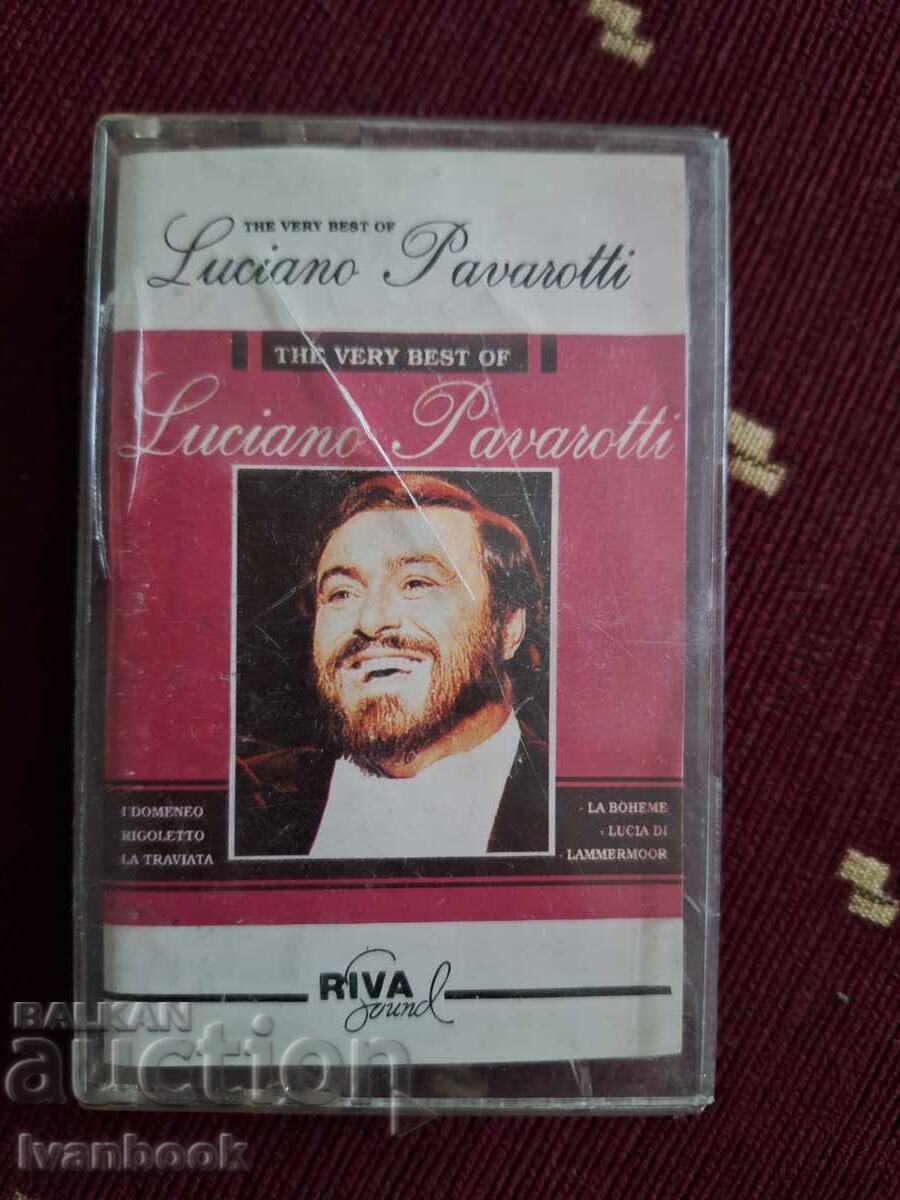 THE VERY BEST OF
Luciano Pavarotti
THE VERY BEST OF
Luciano Pavarotti
I'DOMENEO
RIGOLETTO
LA TRAVIATA
· LA BOHEME
· LUCIA DI
· LAMMERMOOR
RIVA
Sound
BALKAN
auction
Ivanbook